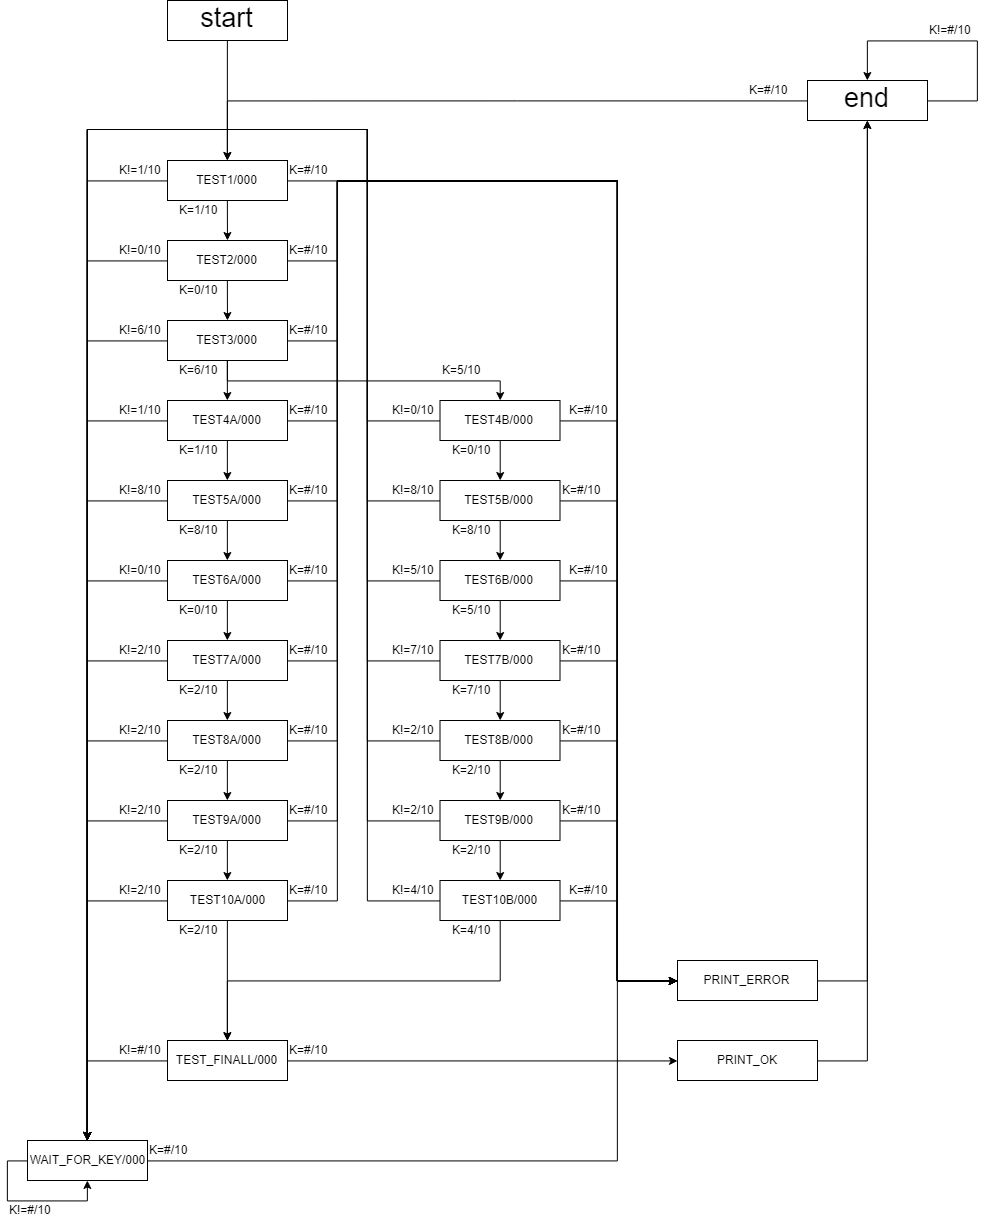 start
K!=#/10
K=#/10
end
K!=1/10
K=#/10
TEST1/000
K=1/10
K!=0/10
K=#/10
TEST2/000
K=0/10
K!=6/10
K=#/10
TEST3/000
K=6/10
K=5/10
K!=1/10
K=#/10
K!=0/10
K=#/10
TEST4A/000
TEST4B/000
K=1/10
K=0/10
K!=8/10
K=#/10
K!=8/10
K=#/10
TEST5A/000
TEST5B/000
K=8/10
K=8/10
K!=0/10
K=#/10
K!=5/10
K=#/10
TEST6A/000
TEST6B/000
K=0/10
K=5/10
K!=2/10
K=#/10
K!=7/10
K=#/10
TEST7A/000
TEST7B/000
K=2/10
K=7/10
K!=2/10
K=#/10
K!=2/10
K=#/10
TEST8A/000
TEST8B/000
K=2/10
K=2/10
K!=2/10
K=#/10
K!=2/10
K=#/10
TEST9A/000
TEST9B/000
K=2/10
K=2/10
K!=2/10
K=#/10
K!=4/10
K=#/10
TEST10A/000
TEST10B/000
K=2/10
K=4/10
PRINT_ERROR
K!=#/10
K=#/10
TEST_FINALL/000
PRINT_OK
K=#/10
WAIT_FOR_KEY/000
K!=#/10